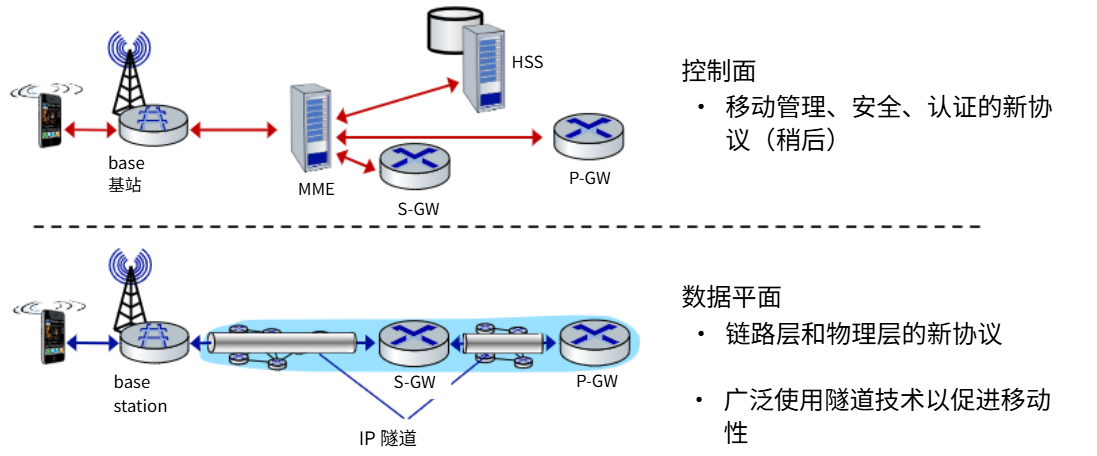 HSS
控制面
• 移动管理、安全、认证的新协
议（稍后）
base
基站
MME
S-GW
P-GW
数据平面
• 链路层和物理层的新协议
• 广泛使用隧道技术以促进移动
性
base
station
S-GW
P-GW
IP 隧道